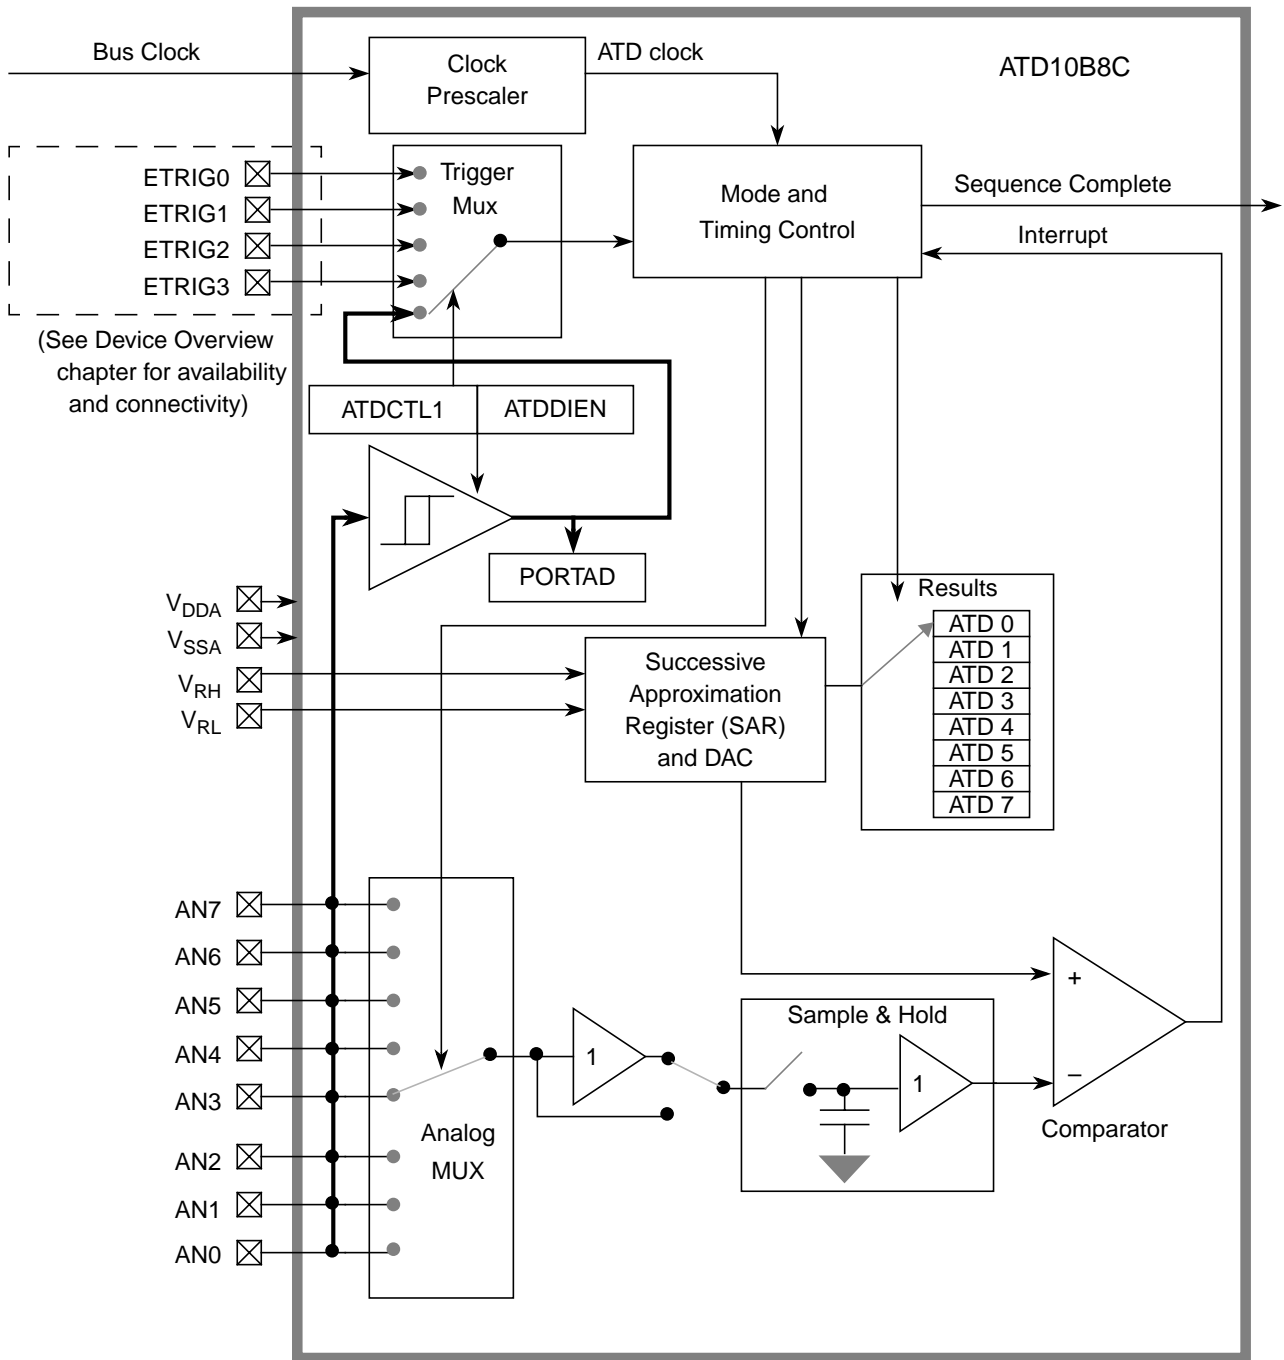 Bus Clock
Clock
Prescaler
ATD clock
ATD10B8C
ETRIG0
ETRIG1
ETRIG2
ETRIG3
(See Device Overview
chapter for availability
and connectivity)
Trigger
Mux
Mode and
Timing Control
Sequence Complete
Interrupt
ATDCTL1
ATDDIEN
PORTAD
VDDA
VSSA
VRH
VRL
Successive
Approximation
Register (SAR)
and DAC
Results
ATD 0
ATD 1
ATD 2
ATD 3
ATD 4
ATD 5
ATD 6
ATD 7
AN7
AN6
AN5
AN4
AN3
AN2
AN1
AN0
Analog
MUX
1
Sample & Hold
1
+
−
Comparator